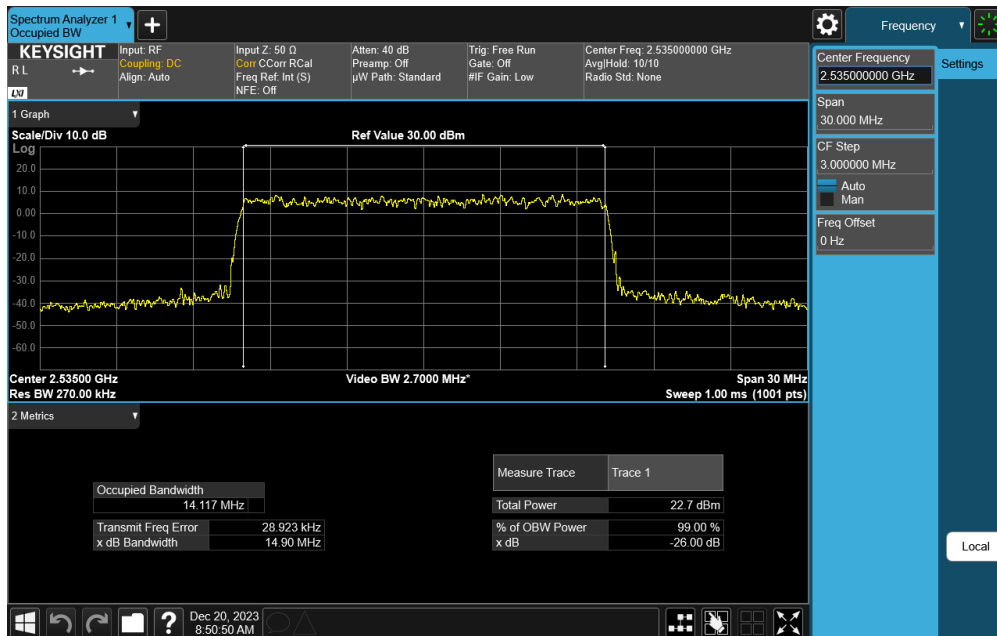 Spectrum Analyzer 1
Occupied BW
Frequency
KEYSIGHT
R L
LXI
Input: RF
Coupling: DC
Align: Auto
Input Z: 50 Ω
Corr CCorr RCal
Freq Ref: Int (S)
NFE: Off
Atten: 40 dB
Preamp: Off
µW Path: Standard
Trig: Free Run
Gate: Off
#IF Gain: Low
Center Freq: 2.535000000 GHz
Avg|Hold: 10/10
Radio Std: None
Center Frequency
2.535000000 GHz
Settings
Span
30.000 MHz
CF Step
3.000000 MHz
Auto
Man
Freq Offset
0 Hz
Local
1 Graph
Scale/Div 10.0 dB
Ref Value 30.00 dBm
Log
20.0
10.0
0.00
-10.0
-20.0
-30.0
-40.0
-50.0
-60.0
Center 2.53500 GHz
Video BW 2.7000 MHz*
Span 30 MHz
Res BW 270.00 kHz
Sweep 1.00 ms (1001 pts)
2 Metrics
Occupied Bandwidth
14.117 MHz
Transmit Freq Error 28.923 kHz
x dB Bandwidth 14.90 MHz
Measure Trace Trace 1
Total Power 22.7 dBm
% of OBW Power 99.00 %
x dB -26.00 dB
?
Dec 20, 2023
8:50:50 AM